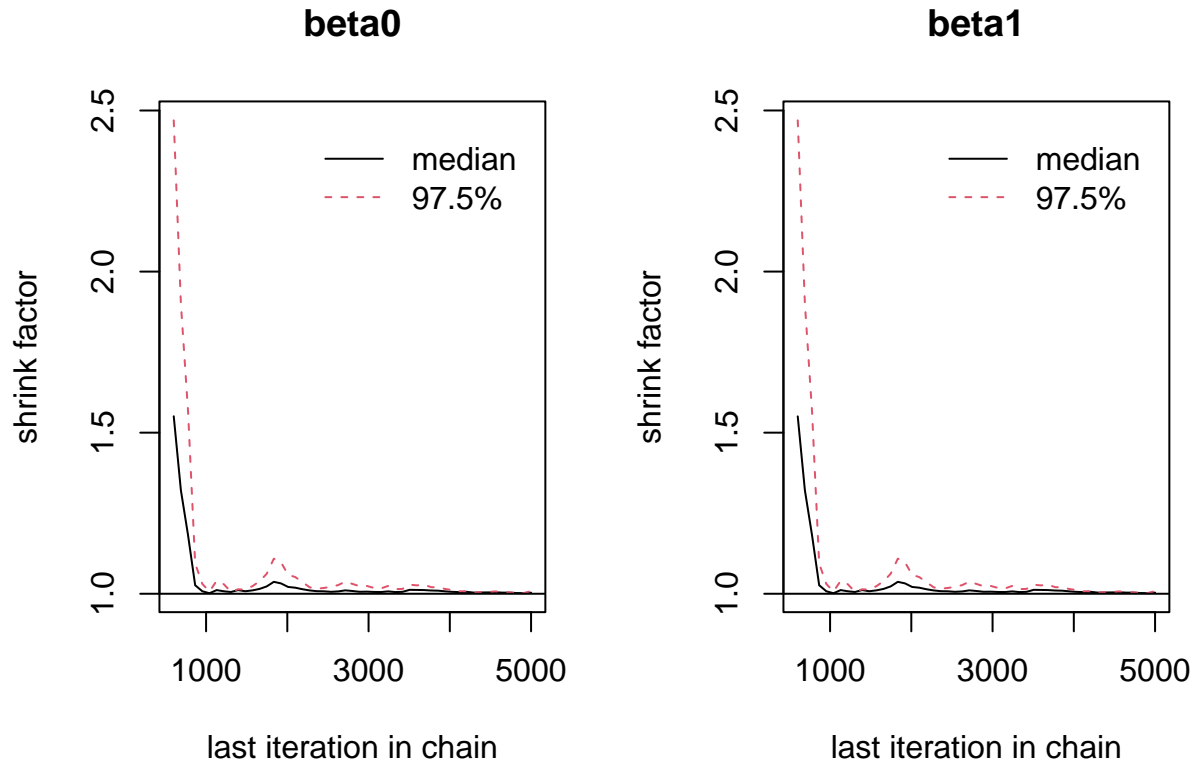 beta0
2.5
2.0
1.5
1.0
shrink factor
median
97.5%
1000
3000
5000
last iteration in chain
beta1
2.5
2.0
1.5
1.0
shrink factor
median
97.5%
1000
3000
5000
last iteration in chain